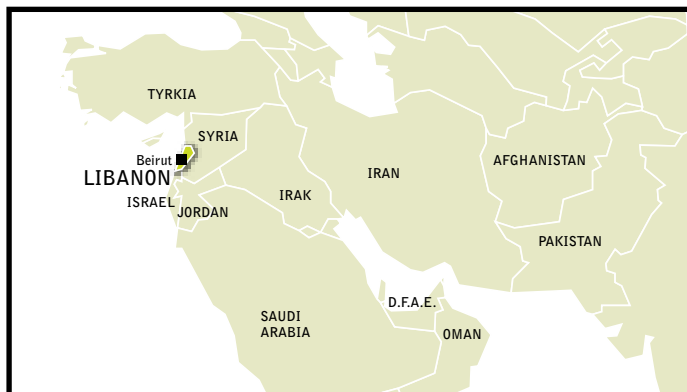 TYRKIA
SYRIA
Beirut
LIBANON
ISRAEL
JORDAN
IRAK
IRAN
AFGHANISTAN
PAKISTAN
SAUDI
ARABIA
D.F.A.E.
OMAN